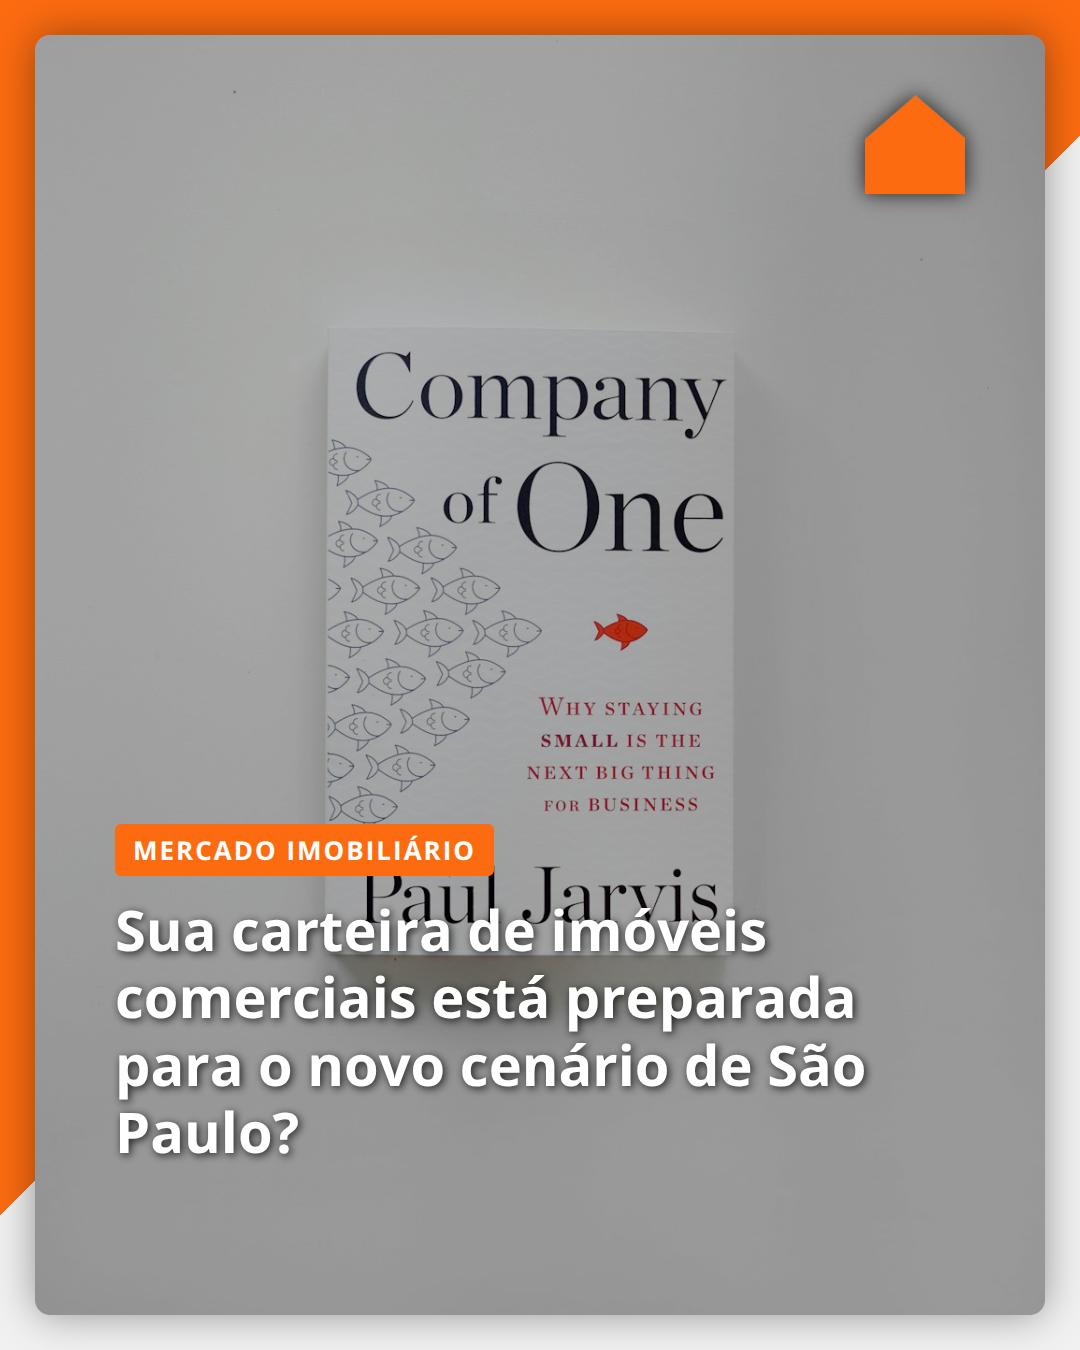 Company
of One
WHY STAYING
SMALL IS THE
NEXT BIG THING
FOR BUSINESS
MERCADO IMOBILIÁRIO
Paul Jarvis
Sua carteira de imóveis
comerciais está preparada
para o novo cenário de São
Paulo?